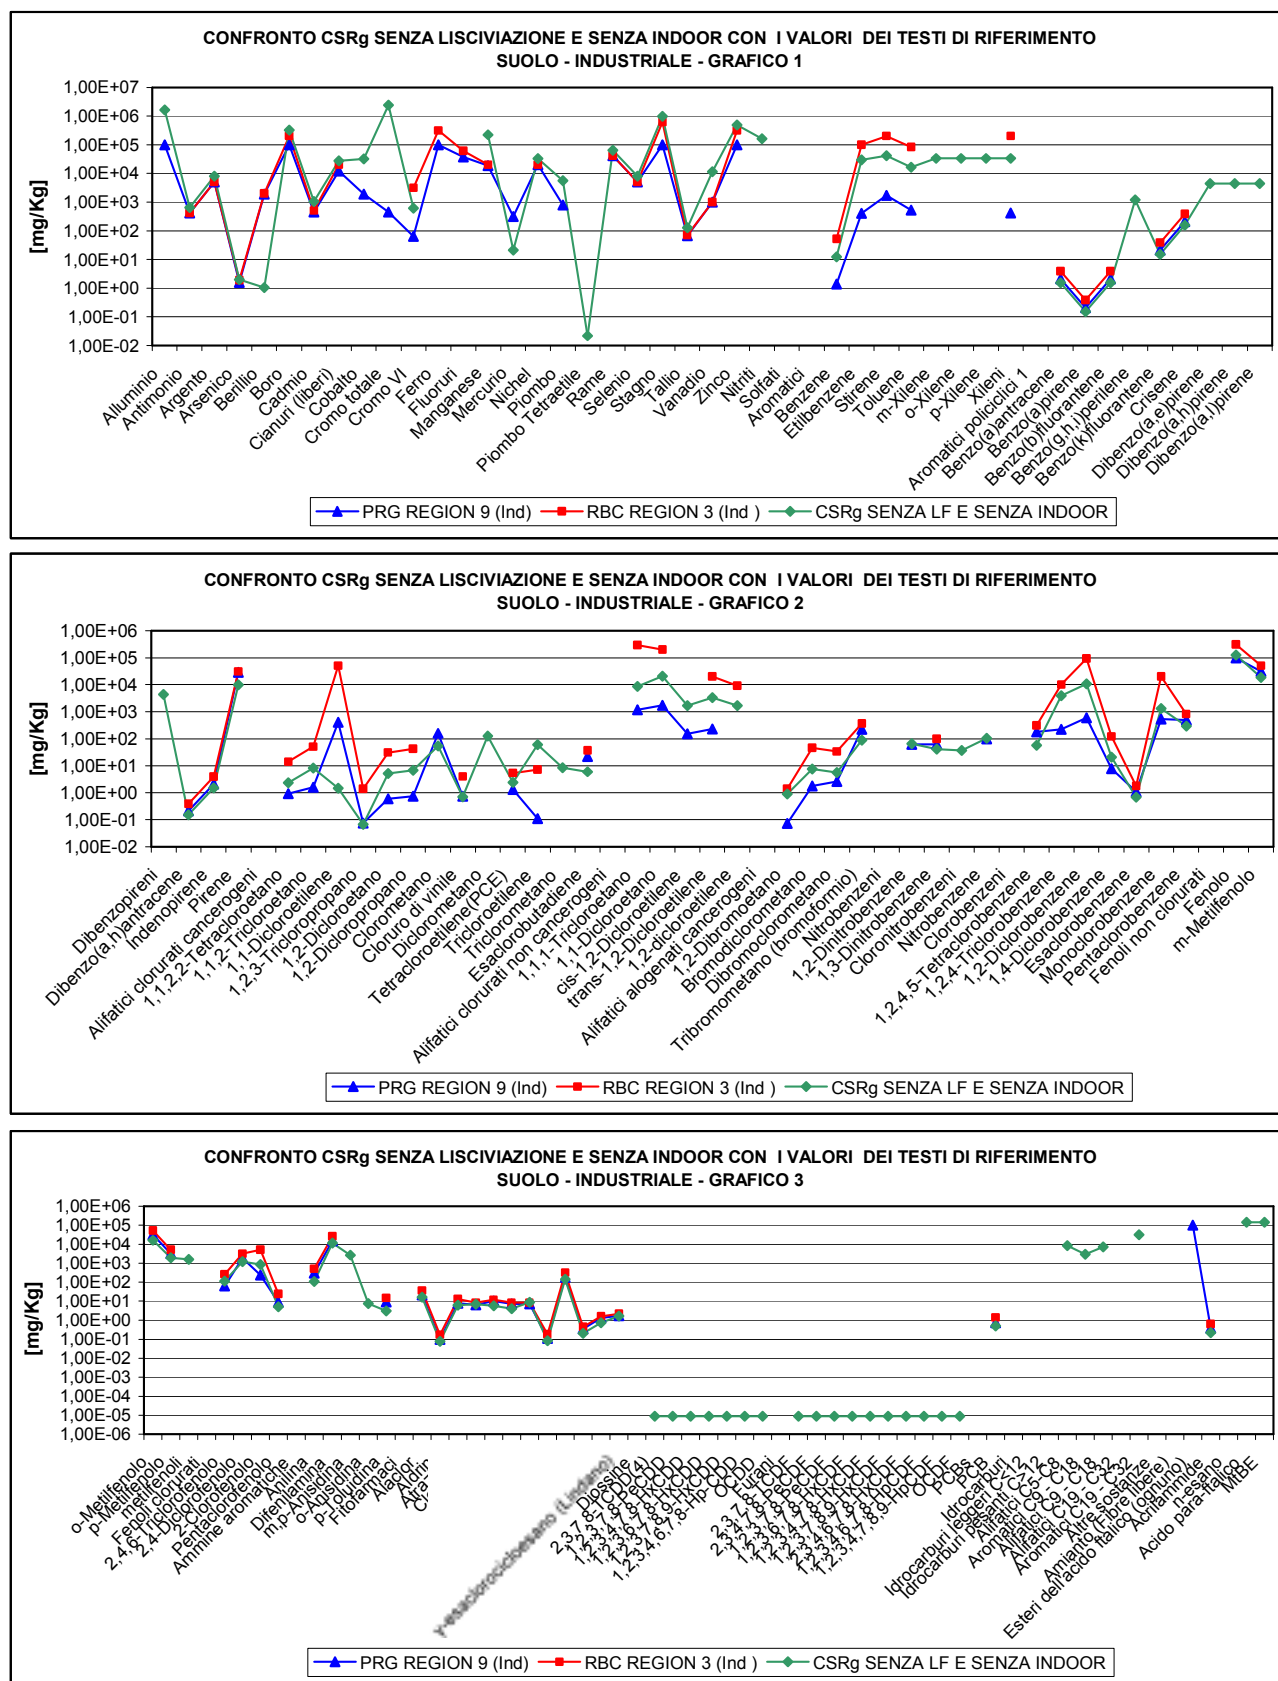 CONFRONTO CSRg SENZA LISCIVIAZIONE E SENZA INDOOR CON I VALORI DEI TESTI DI RIFERIMENTO
SUOLO - INDUSTRIALE - GRAFICO 1
[mg/Kg]
1,00E+07
1,00E+06
1,00E+05
1,00E+04
1,00E+03
1,00E+02
1,00E+01
1,00E+00
1,00E-01
1,00E-02
Alluminio
Antimonio
Argento
Arsenico
Berillio
Boro
Cadmio
Cianuri (liberi)
Cobalto
Cromo totale
Cromo VI
Ferro
Fluoruri
Manganese
Mercurio
Nichel
Piombo
Piombo Tetraetile
Rame
Selenio
Stagno
Tallio
Vanadio
Zinco
Nitriti
Solfati
Aromatici
Benzene
Etilbenzene
Stirene
Toluene
m-Xilene
o-Xilene
p-Xilene
Xileni
Aromatici policiclici 1
Benzo(a)antracene
Benzo(a)pirene
Benzo(b)fluorantene
Benzo(g,h,i)perilene
Benzo(k)fluorantene
Crisene
Dibenzo(a,e)pirene
Dibenzo(a,h)pirene
Dibenzo(a,l)pirene
PRG REGION 9 (Ind)
RBC REGION 3 (Ind )
CSRg SENZA LF E SENZA INDOOR
CONFRONTO CSRg SENZA LISCIVIAZIONE E SENZA INDOOR CON I VALORI DEI TESTI DI RIFERIMENTO
SUOLO - INDUSTRIALE - GRAFICO 2
[mg/Kg]
1,00E+06
1,00E+05
1,00E+04
1,00E+03
1,00E+02
1,00E+01
1,00E+00
1,00E-01
1,00E-02
Dibenzopireni
Dibenzo(a,h)antracene
Indenopirene
Pirene
Alifatici clorurati cancerogeni
1,1,2,2-Tetracloroetano
1,1,2-Tricloroetano
1,1-Dicloroetilene
1,2,3-Tricloropropano
1,2-Dicloroetano
1,2-Dicloropropano
Clorometano
Cloruro di vinile
Diclorometano
Tetracloroetilene(PCE)
Tricloroetilene
Triclorometano
Esaclorobutadiene
Alifatici clorurati non cancerogeni
1,1,1-Tricloroetano
1,1-Dicloroetano
cis-1,2-Dicloroetilene
trans-1,2-Dicloroetilene
1,2-dicloroetilene
Alifatici alogenati cancerogeni
1,2-Dibromoetano
Bromodiclorometano
Dibromoclorometano
Tribromometano (bromoformio)
Nitrobenzeni
1,2-Dinitrobenzene
1,3-Dinitrobenzene
Cloronitrobenzeni
Nitrobenzene
Clorobenzeni
1,2,4,5-Tetraclorobenzene
1,2,4-Triclorobenzene
1,2-Diclorobenzene
1,4-Diclorobenzene
Esaclorobenzene
Monoclorobenzene
Pentaclorobenzene
Fenoli non clorurati
Fenolo
m-Metilfenolo
PRG REGION 9 (Ind)
RBC REGION 3 (Ind )
CSRg SENZA LF E SENZA INDOOR
CONFRONTO CSRg SENZA LISCIVIAZIONE E SENZA INDOOR CON I VALORI DEI TESTI DI RIFERIMENTO
SUOLO - INDUSTRIALE - GRAFICO 3
[mg/Kg]
1,00E+06
1,00E+05
1,00E+04
1,00E+03
1,00E+02
1,00E+01
1,00E+00
1,00E-01
1,00E-02
1,00E-03
1,00E-04
1,00E-05
1,00E-06
o-Metilfenolo
p-Metilfenolo
metilfenoli
Fenoli clorurati
2,4,6-Triclorofenolo
2,4-Diclorofenolo
2-Clorofenolo
Pentaclorofenolo
Ammine aromatiche
Anilina
Difenilamina
m,p-Anisidina
o-Anisidina
p-Toluidina
Fitofarmaci
Alaclor
Aldrin
γ-esaclorocicloesano (Lindano)
Diossine
2,3,7,8-TCDD(4)
OCDD
Furani
OCDF
PCBs
PCB
Idrocarburi
Idrocarburi leggeri C<12
Idrocarburi pesanti C>12
Alifatici C5-C8
Aromatici C9-C18
Alifatici C9 - C18
Alifatici C19 - C32
Aromatici C19 - C32
Altre sostanze
Amianto (Fibre libere)
Esteri dell'acido ftalico (ognuno)
Acrilammide
n-esano
Acido para-ftalico
MtBE
PRG REGION 9 (Ind)
RBC REGION 3 (Ind )
CSRg SENZA LF E SENZA INDOOR